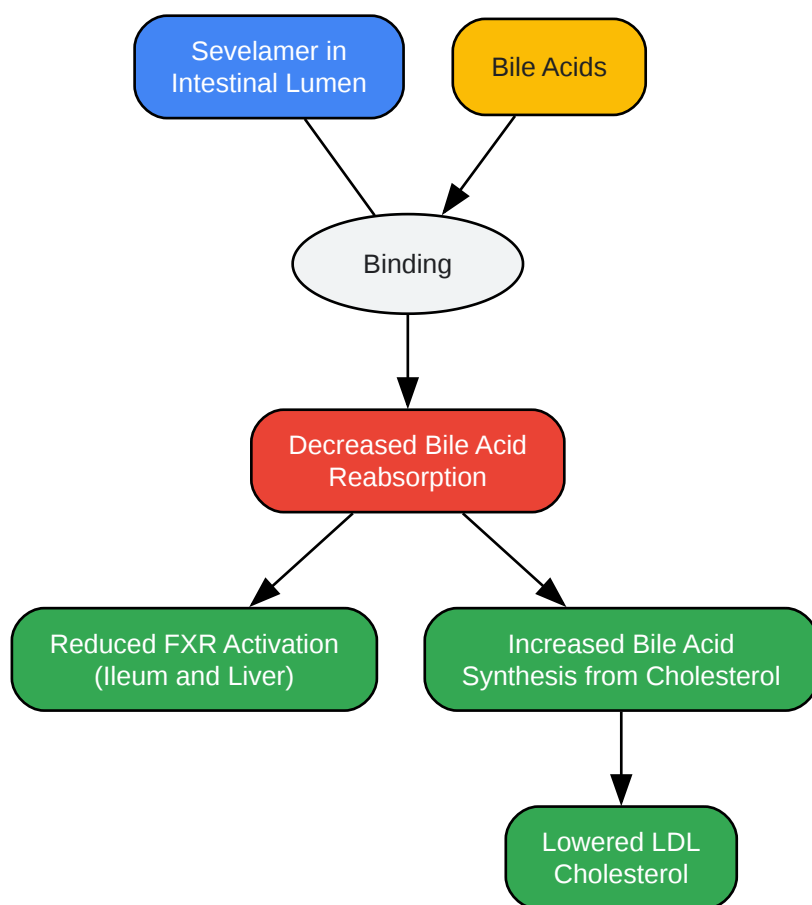 Sevelamer in
Intestinal Lumen
Bile Acids
Binding
Decreased Bile Acid
Reabsorption
Reduced FXR Activation
(Ileum and Liver)
Increased Bile Acid
Synthesis from Cholesterol
Lowered LDL
Cholesterol